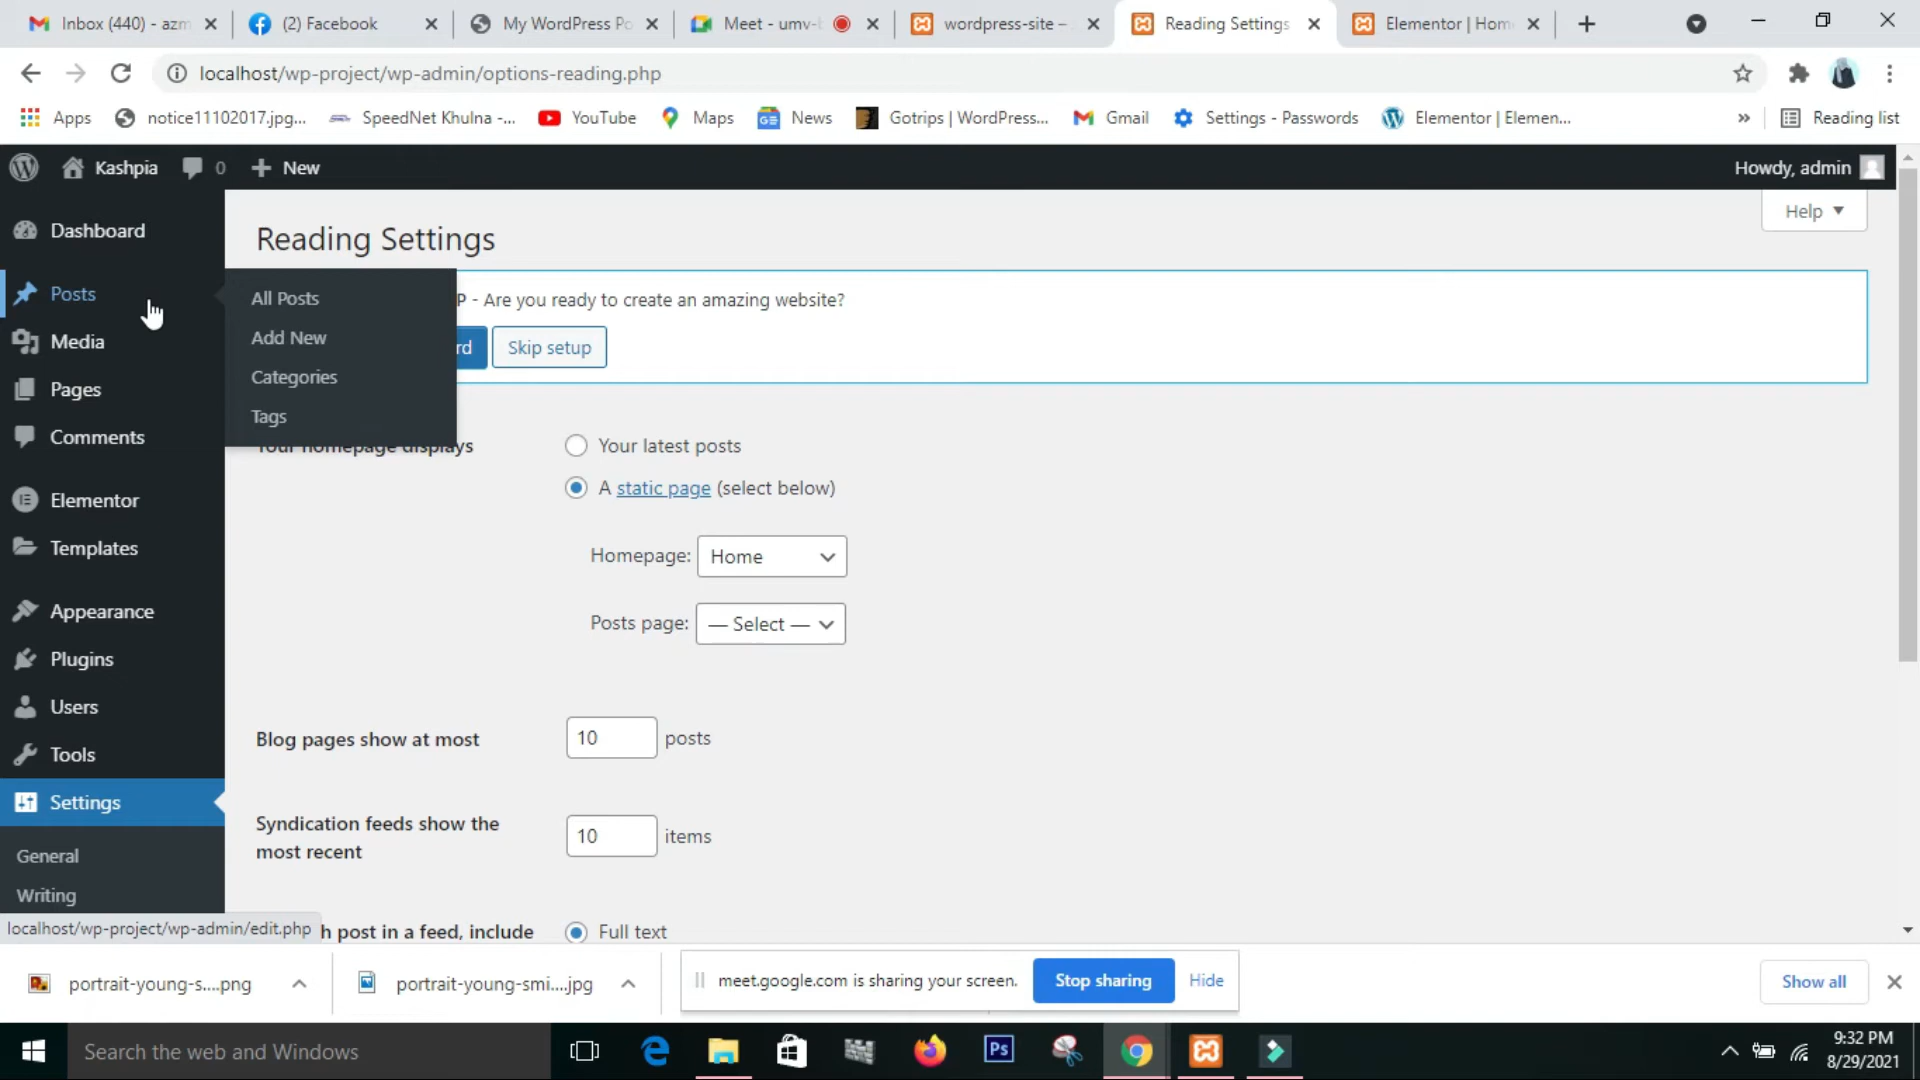 Inbox (440) - azm
(2) Facebook
My WordPress Po
Meet - umv-
wordpress-site –
Reading Settings
Elementor | Hom
localhost/wp-project/wp-admin/options-reading.php
Apps
notice11102017.jpg...
SpeedNet Khulna -...
YouTube
Maps
News
Gotrips | WordPress...
Gmail
Settings - Passwords
Elementor | Elemen...
»
Reading list
Kashpia
0
New
Howdy, admin
Help
Dashboard
Posts
Media
Pages
Comments
Elementor
Templates
Appearance
Plugins
Users
Tools
Settings
General
Writing
All Posts
Add New
Categories
Tags
Reading Settings
P - Are you ready to create an amazing website?
rd
Skip setup
Your homepage displays
Your latest posts
A static page (select below)
Homepage: Home
Posts page: — Select —
Blog pages show at most
10 posts
Syndication feeds show the
most recent
10 items
h post in a feed, include
Full text
localhost/wp-project/wp-admin/edit.php
portrait-young-s....png
portrait-young-smi....jpg
meet.google.com is sharing your screen.
Stop sharing
Hide
Show all
Search the web and Windows
Ps
9:32 PM
8/29/2021